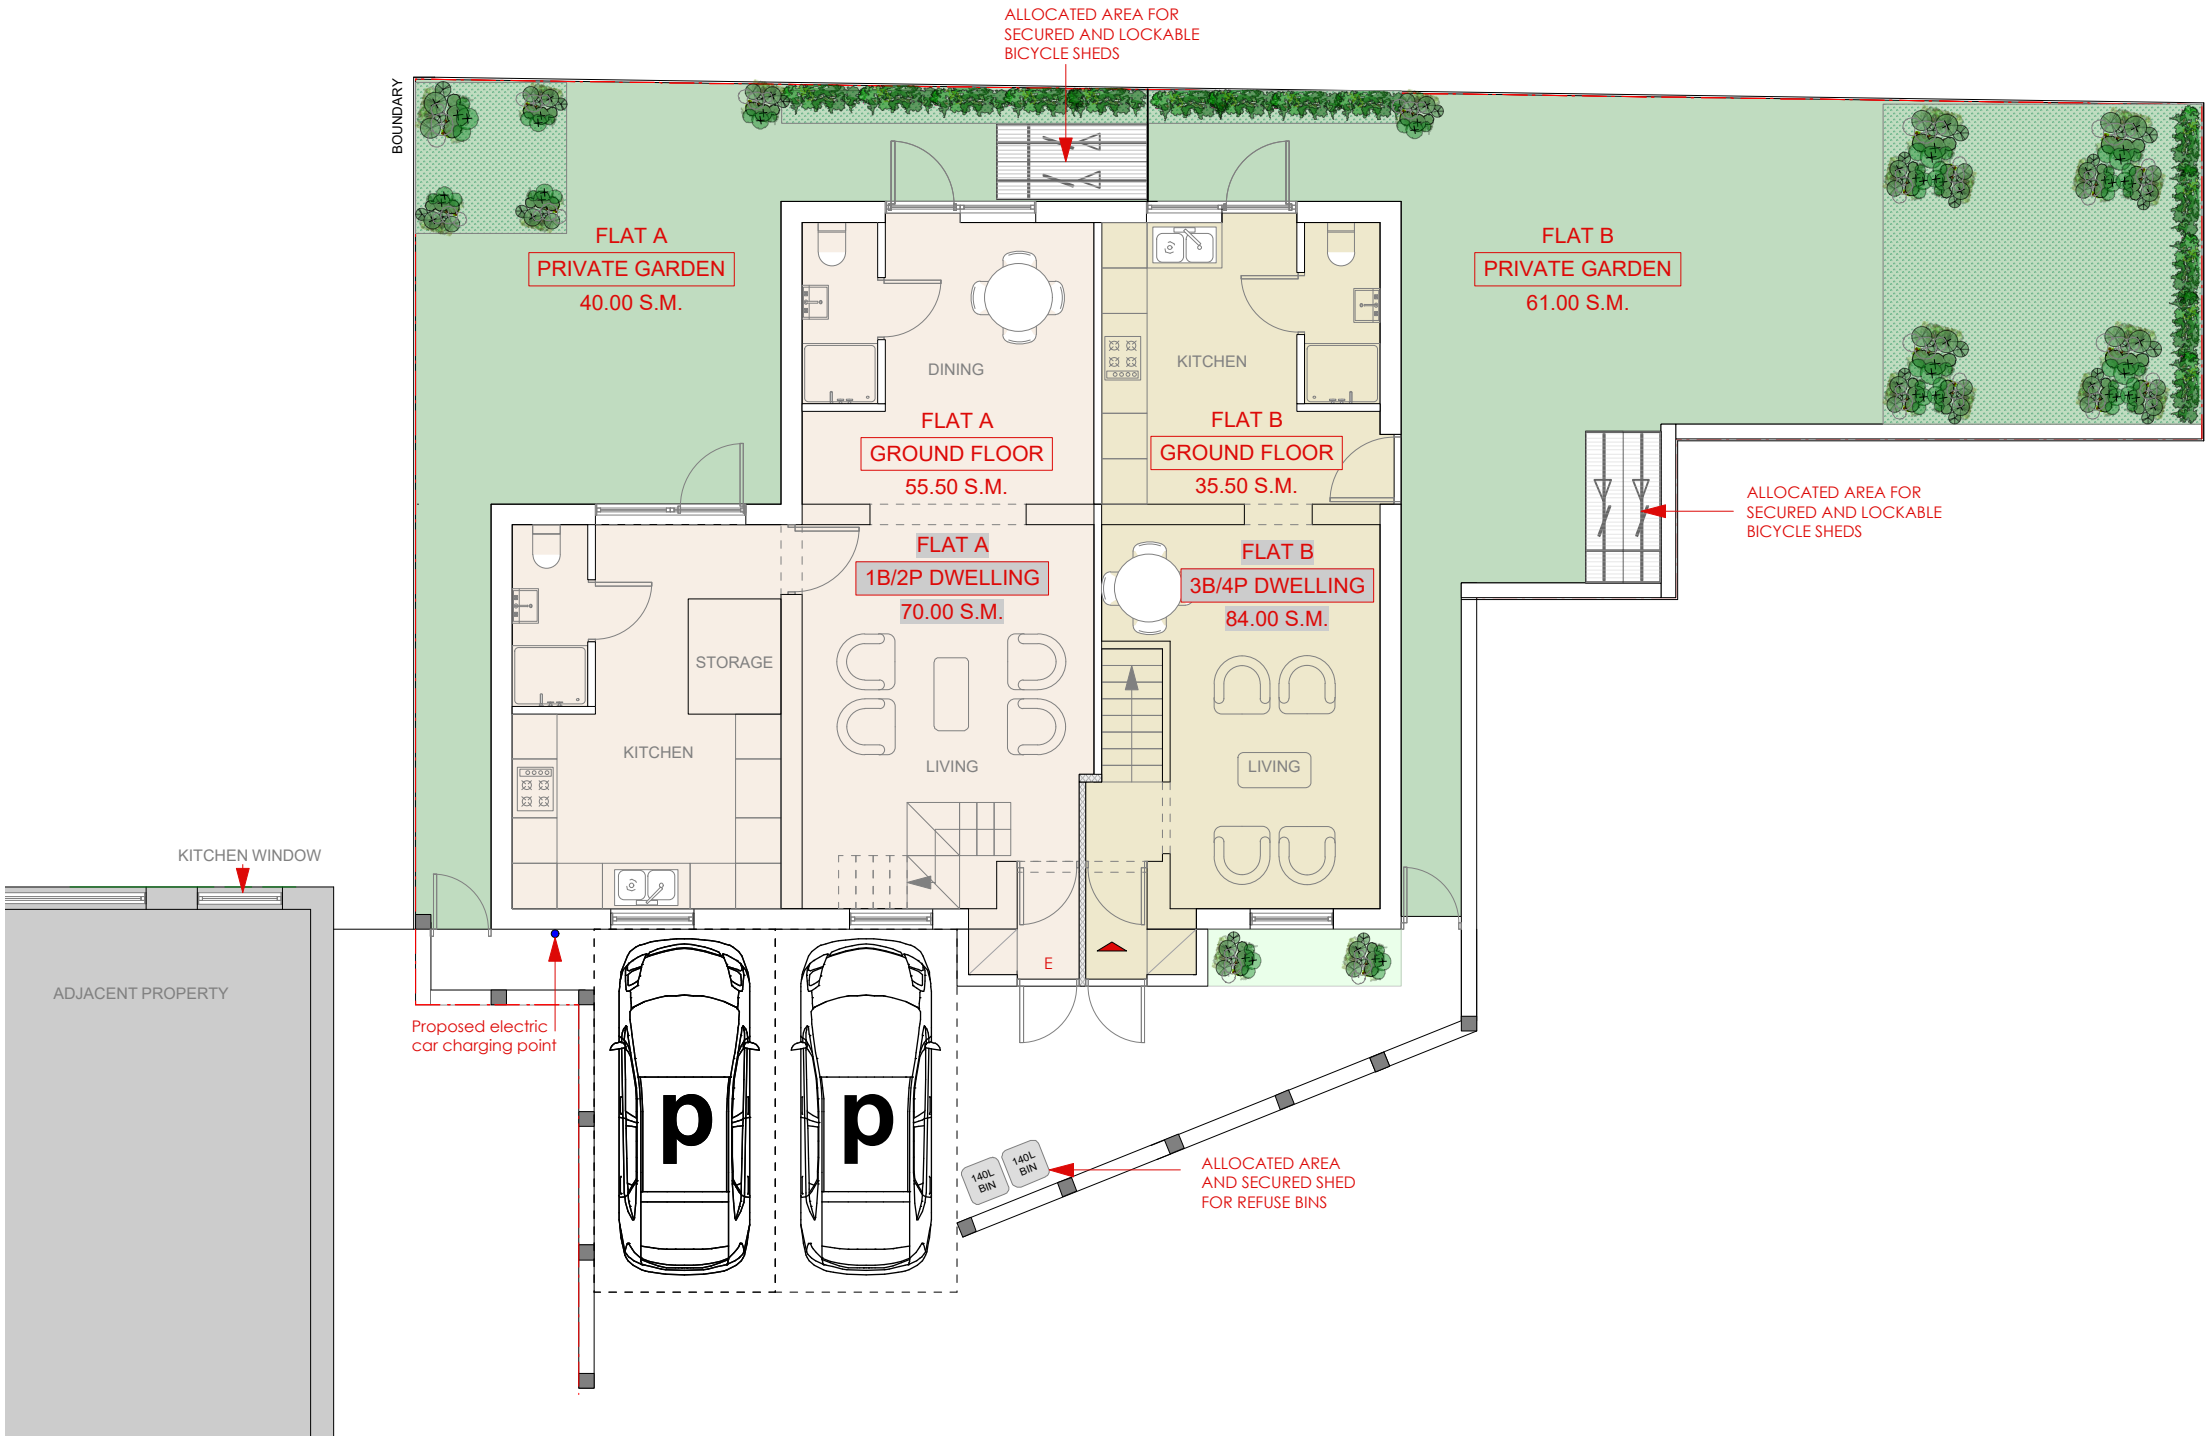 ALLOCATED AREA FOR
SECURED AND LOCKABLE
BICYCLE SHEDS
BOUNDARY
FLAT A
PRIVATE GARDEN
40.00 S.M.
FLAT B
PRIVATE GARDEN
61.00 S.M.
DINING
KITCHEN
FLAT A
GROUND FLOOR
55.50 S.M.
FLAT B
GROUND FLOOR
35.50 S.M.
ALLOCATED AREA FOR
SECURED AND LOCKABLE
BICYCLE SHEDS
FLAT A
1B/2P DWELLING
70.00 S.M.
FLAT B
3B/4P DWELLING
84.00 S.M.
STORAGE
KITCHEN
LIVING
LIVING
KITCHEN WINDOW
E
ADJACENT PROPERTY
Proposed electric
car charging point
p
p
140L
BIN
140L
BIN
ALLOCATED AREA
AND SECURED SHED
FOR REFUSE BINS